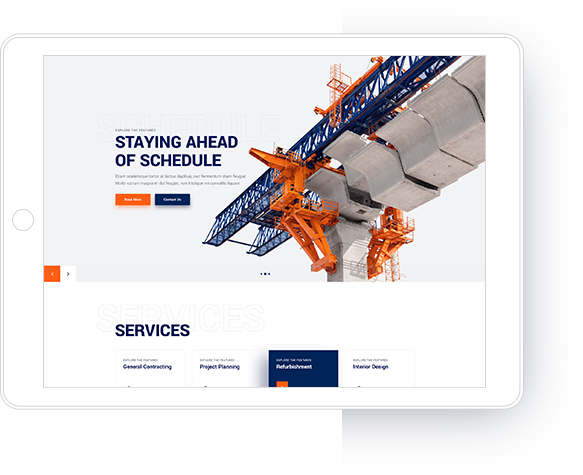 SCHEDULE
EXPLORE THE FEATURES
STAYING AHEAD
OF SCHEDULE
Etiam scelerisque tortor at lectus dapibus, nec fermentum diam feugiat.
Morbi rutrum magna et dui feugiat, non tristique mi convallis liquam.
Read More
Contact Us
SERVICES
SERVICES
EXPLORE THE FEATURES
General Contracting
EXPLORE THE FEATURES
Project Planning
EXPLORE THE FEATURES
Refurbishment
EXPLORE THE FEATURES
Interior Design